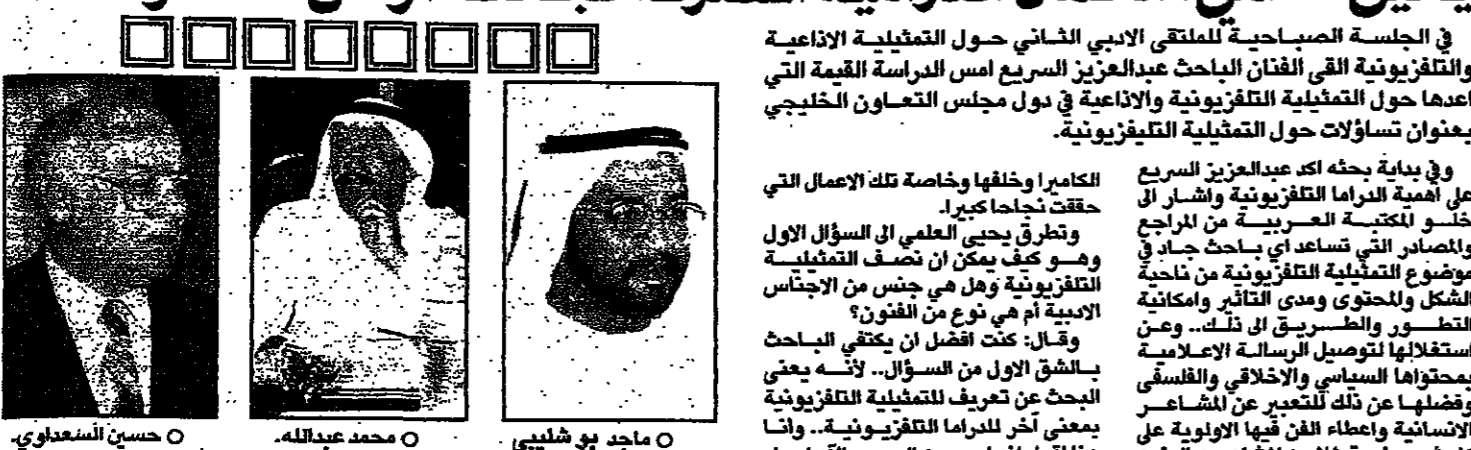 في الجلسة الصباحية للملتقى الادبي الثاني حول التمثيلية الاذاعية
والتلفزيونية القى الفنان الباحث عبدالعزيز السريع امس الدراسة القيمة التي
اعدها حول التمثيلية التلفزيونية والاذاعية في دول مجلس التعاون الخليجي
بعنوان تساؤلات حول التمثيلية التليفزيونية.
وفي بداية بحثه اكد عبدالعزيز السريع
على اهمية الدراما التلفزيونية واشار الى
خلو المكتبة العربية من المراجع
والمصادر التي تساعد اي باحث جاد في
موضوع التمثيلية التلفزيونية من ناحية
الشكل والمحتوى ومدى التاثير وامكانية
التطور والطريق الى ذلك.. وعن
استغلالها لتوصيل الرسالة الاعلامية
بمحتواها السياسي والاخلاقي والفلسفي
وفضلها عن ذلك للتعبير عن المشاعر
الانسانية واعطاء الفن فيها الاولوية على
الكاميرا وخلفها وخاصة تلك الاعمال التي
حققت نجاحا كبيرا.
وتطرق يحيى العلمي الى السؤال الاول
وهو كيف يمكن ان نصف التمثيلية
التلفزيونية وهل هي جنس من الاجناس
الادبية أم هي نوع من الفنون؟
وقال: كنت افضل ان يكتفي الباحث
بالشق الاول من السؤال.. لأنه يعنى
البحث عن تعريف للتمثيلية التلفزيونية
بمعنى آخر للدراما التلفزيونية.. وانا
○ ماجد بو شليبي
○ محمد عبدالله.
○ حسين السنعداوي.